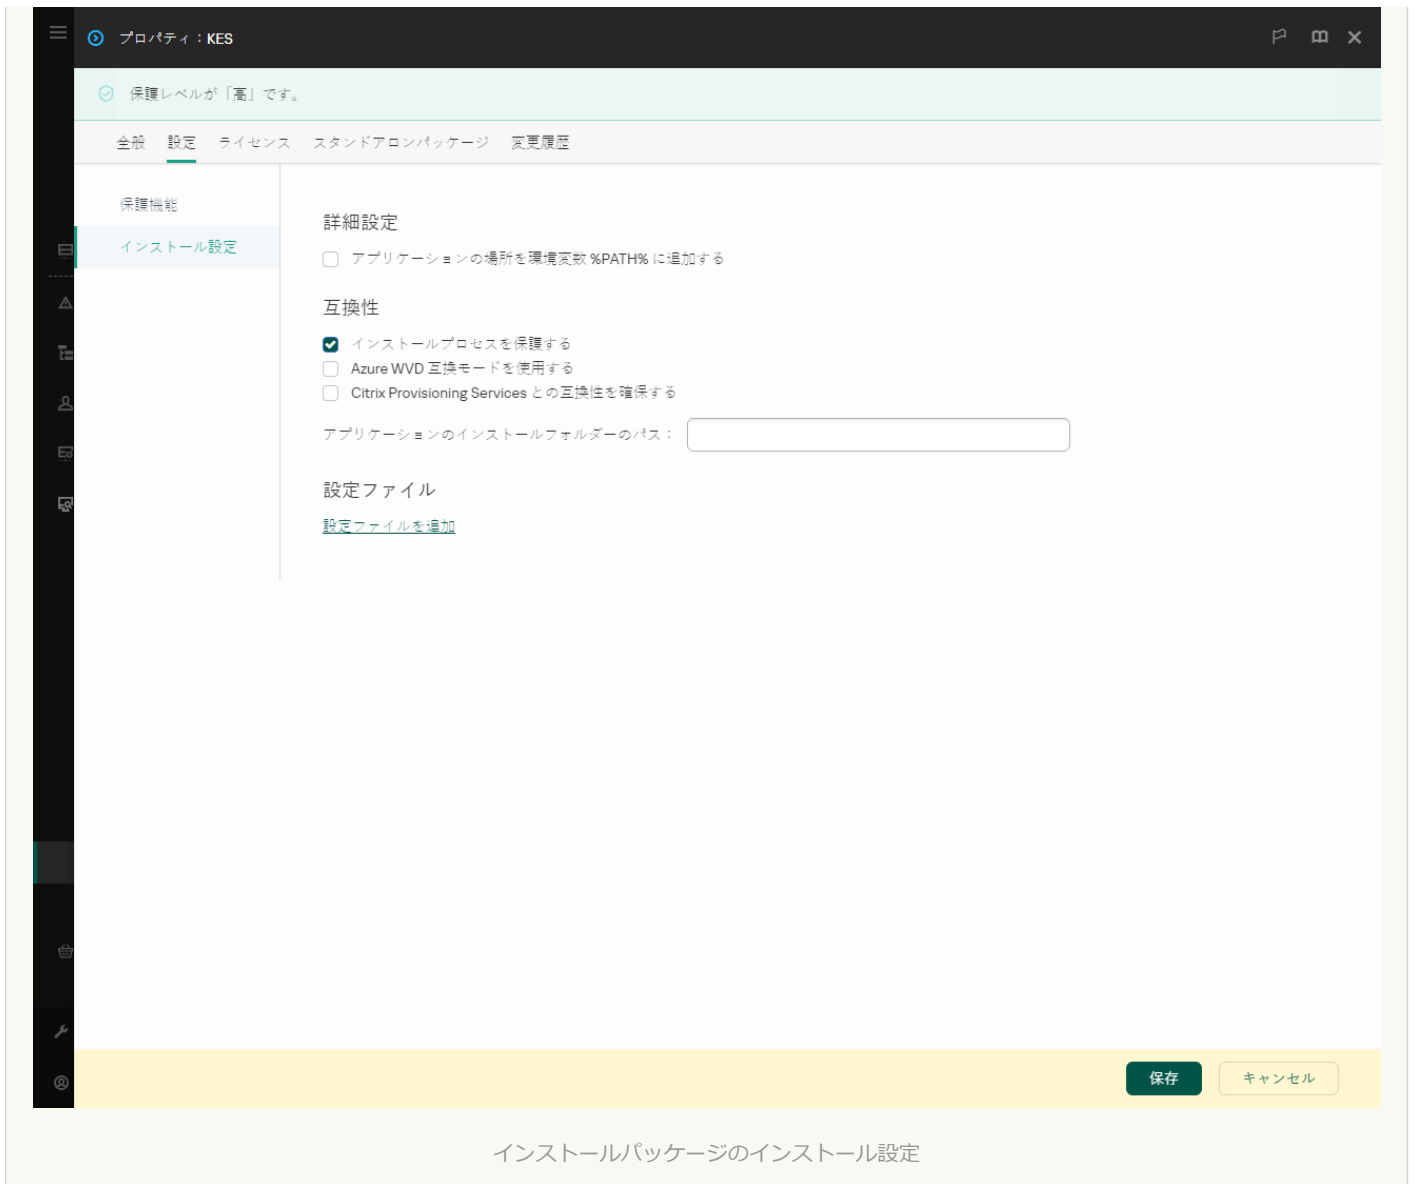 プロパティ：KES
保護レベルが「高」です。
全般 設定 ライセンス スタンドアロンパッケージ 変更履歴
保護機能
インストール設定
詳細設定
アプリケーションの場所を環境変数 %PATH% に追加する
互換性
インストールプロセスを保護する
Azure WVD 互換モードを使用する
Citrix Provisioning Services との互換性を確保する
アプリケーションのインストールフォルダーのパス：
設定ファイル
設定ファイルを追加
保存 キャンセル
インストールパッケージのインストール設定